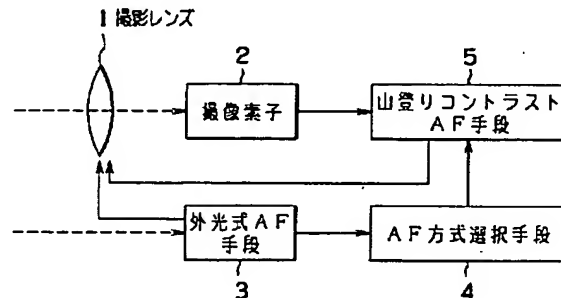 1 撮影レンズ
2
撮像素子
5
山登りコントラスト
AF手段
外光式AF
手段
3
AF方式選択手段
4